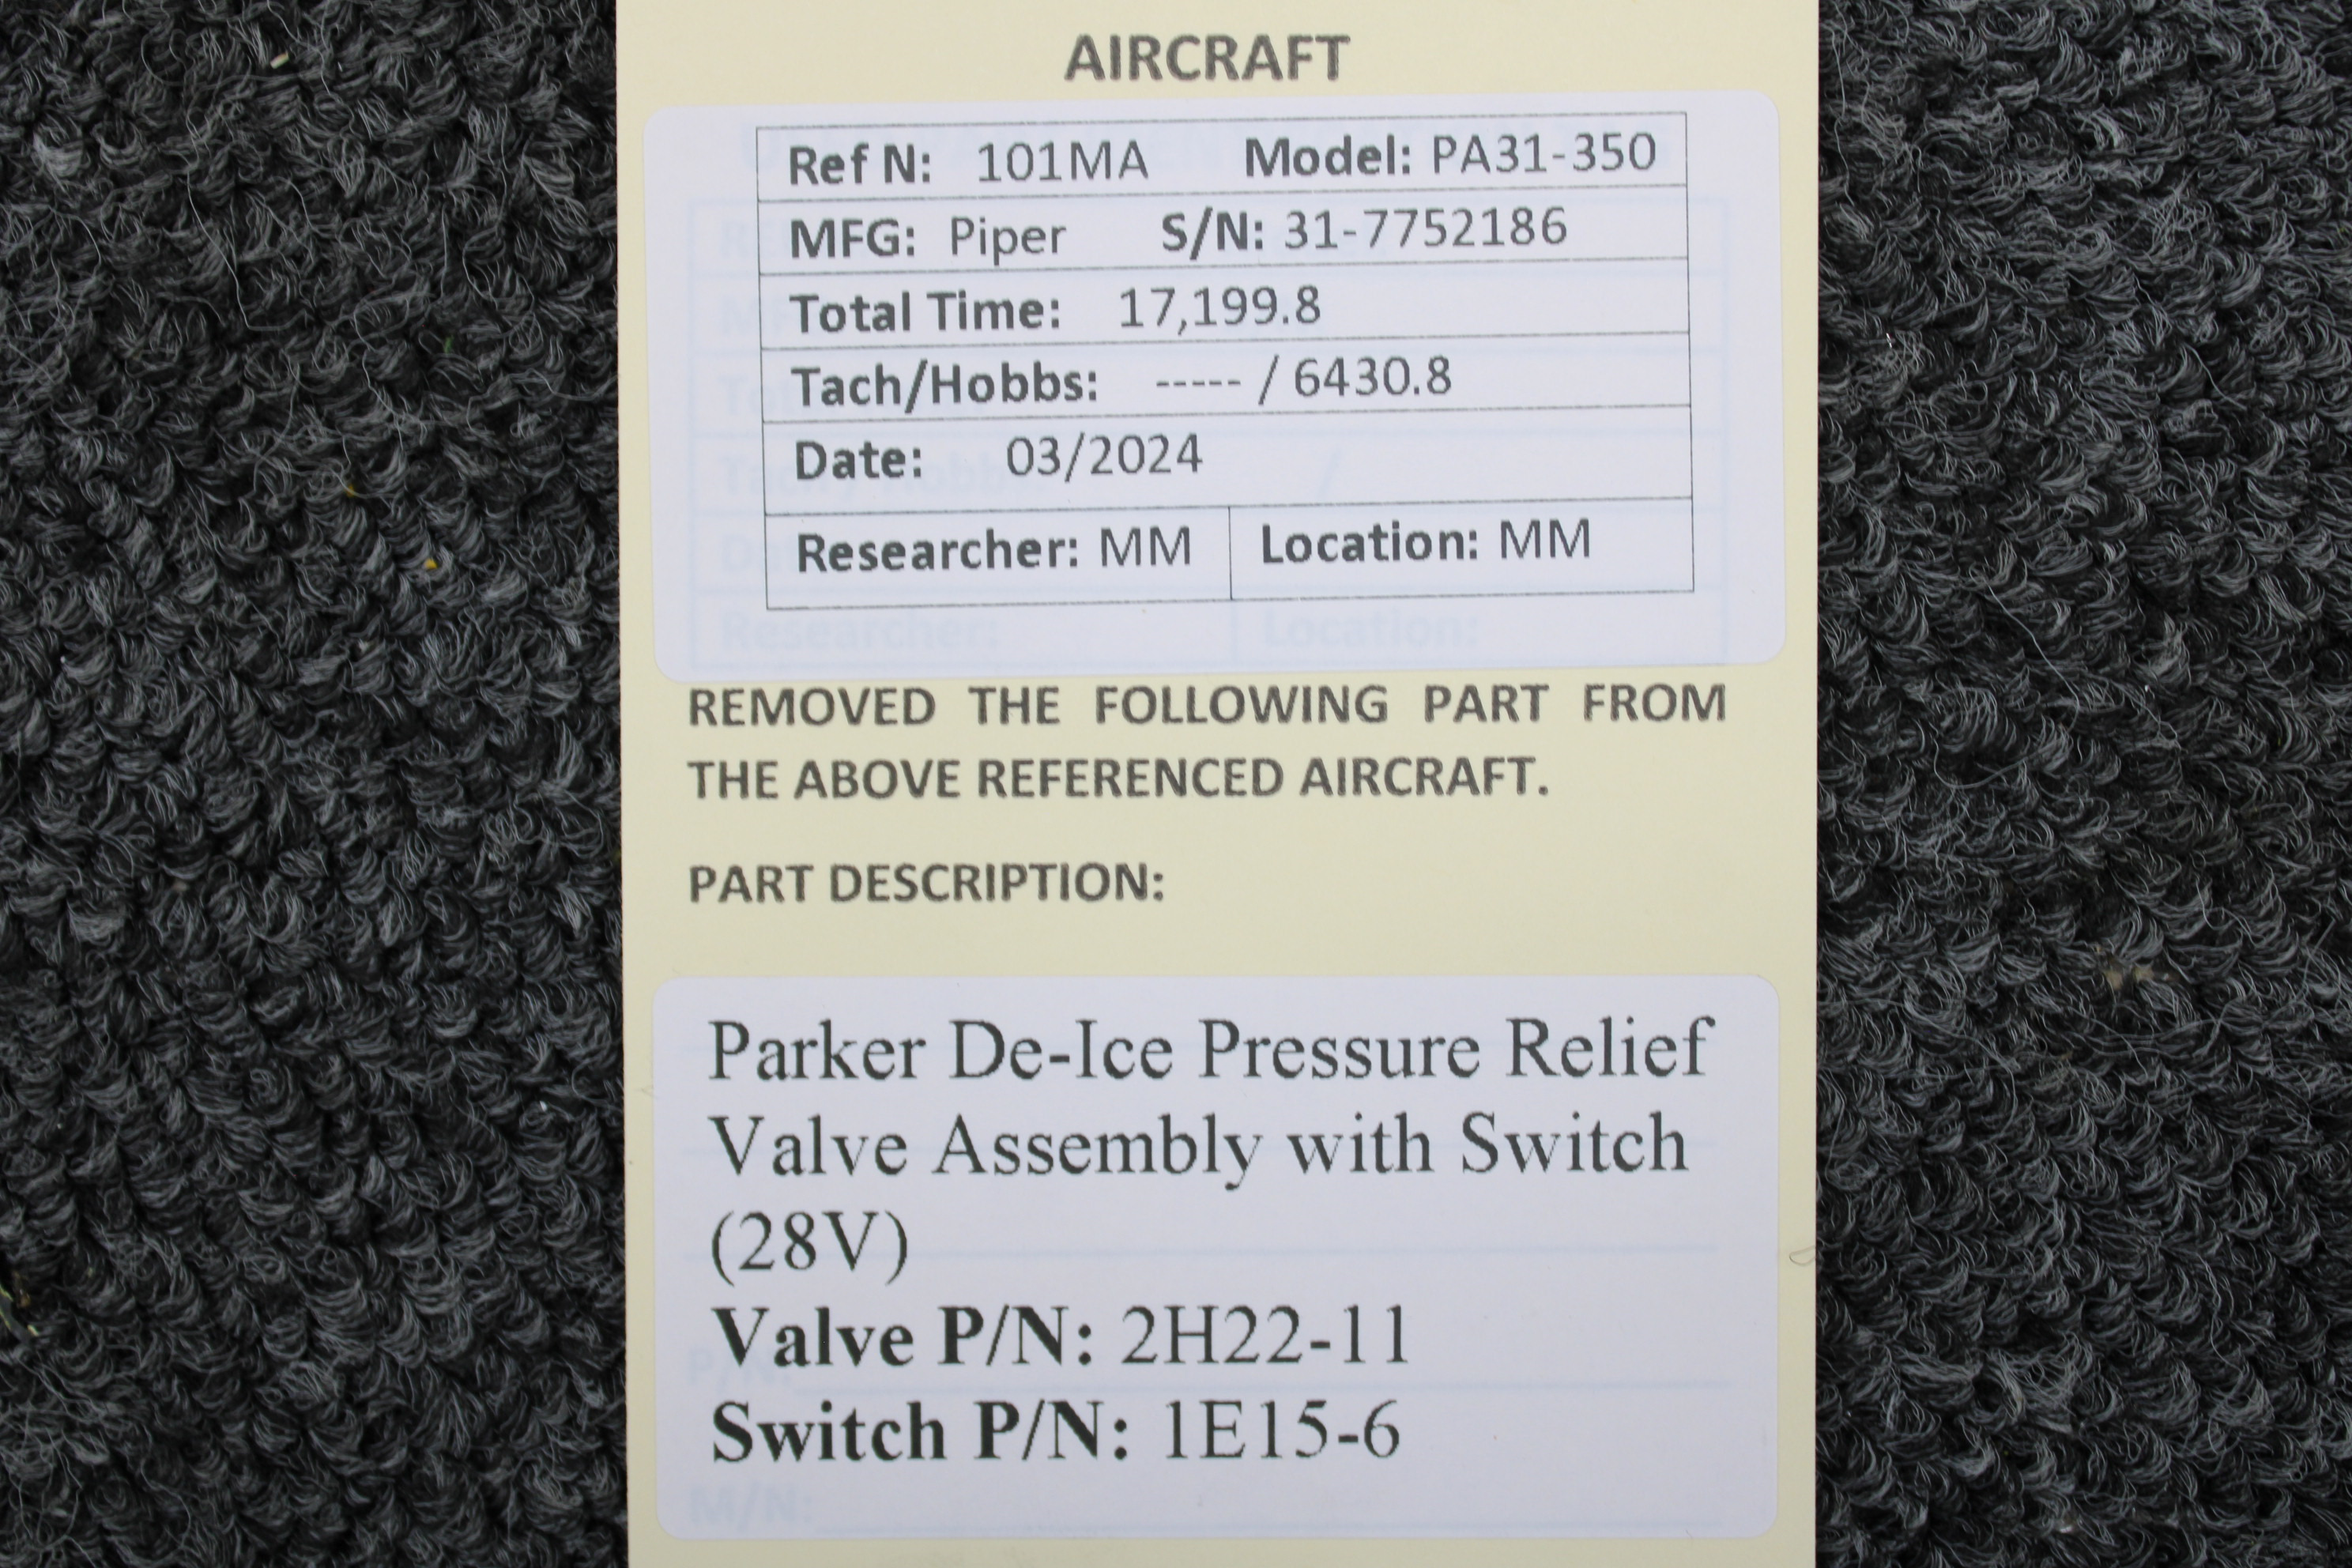 AIRCRAFT
Ref N: 101MA Model: PA31-350
MFG: Piper S/N: 31-7752186
Total Time: 17,199.8
Tach/Hobbs: ----- / 6430.8
Date: 03/2024
Researcher: MM Location: MM
Researcher: Location:
REMOVED THE FOLLOWING PART FROM
THE ABOVE REFERENCED AIRCRAFT.
PART DESCRIPTION:
Parker De-Ice Pressure Relief
Valve Assembly with Switch
(28V)
Valve P/N: 2H22-11
P/N:
Switch P/N: 1E15-6
M/N: